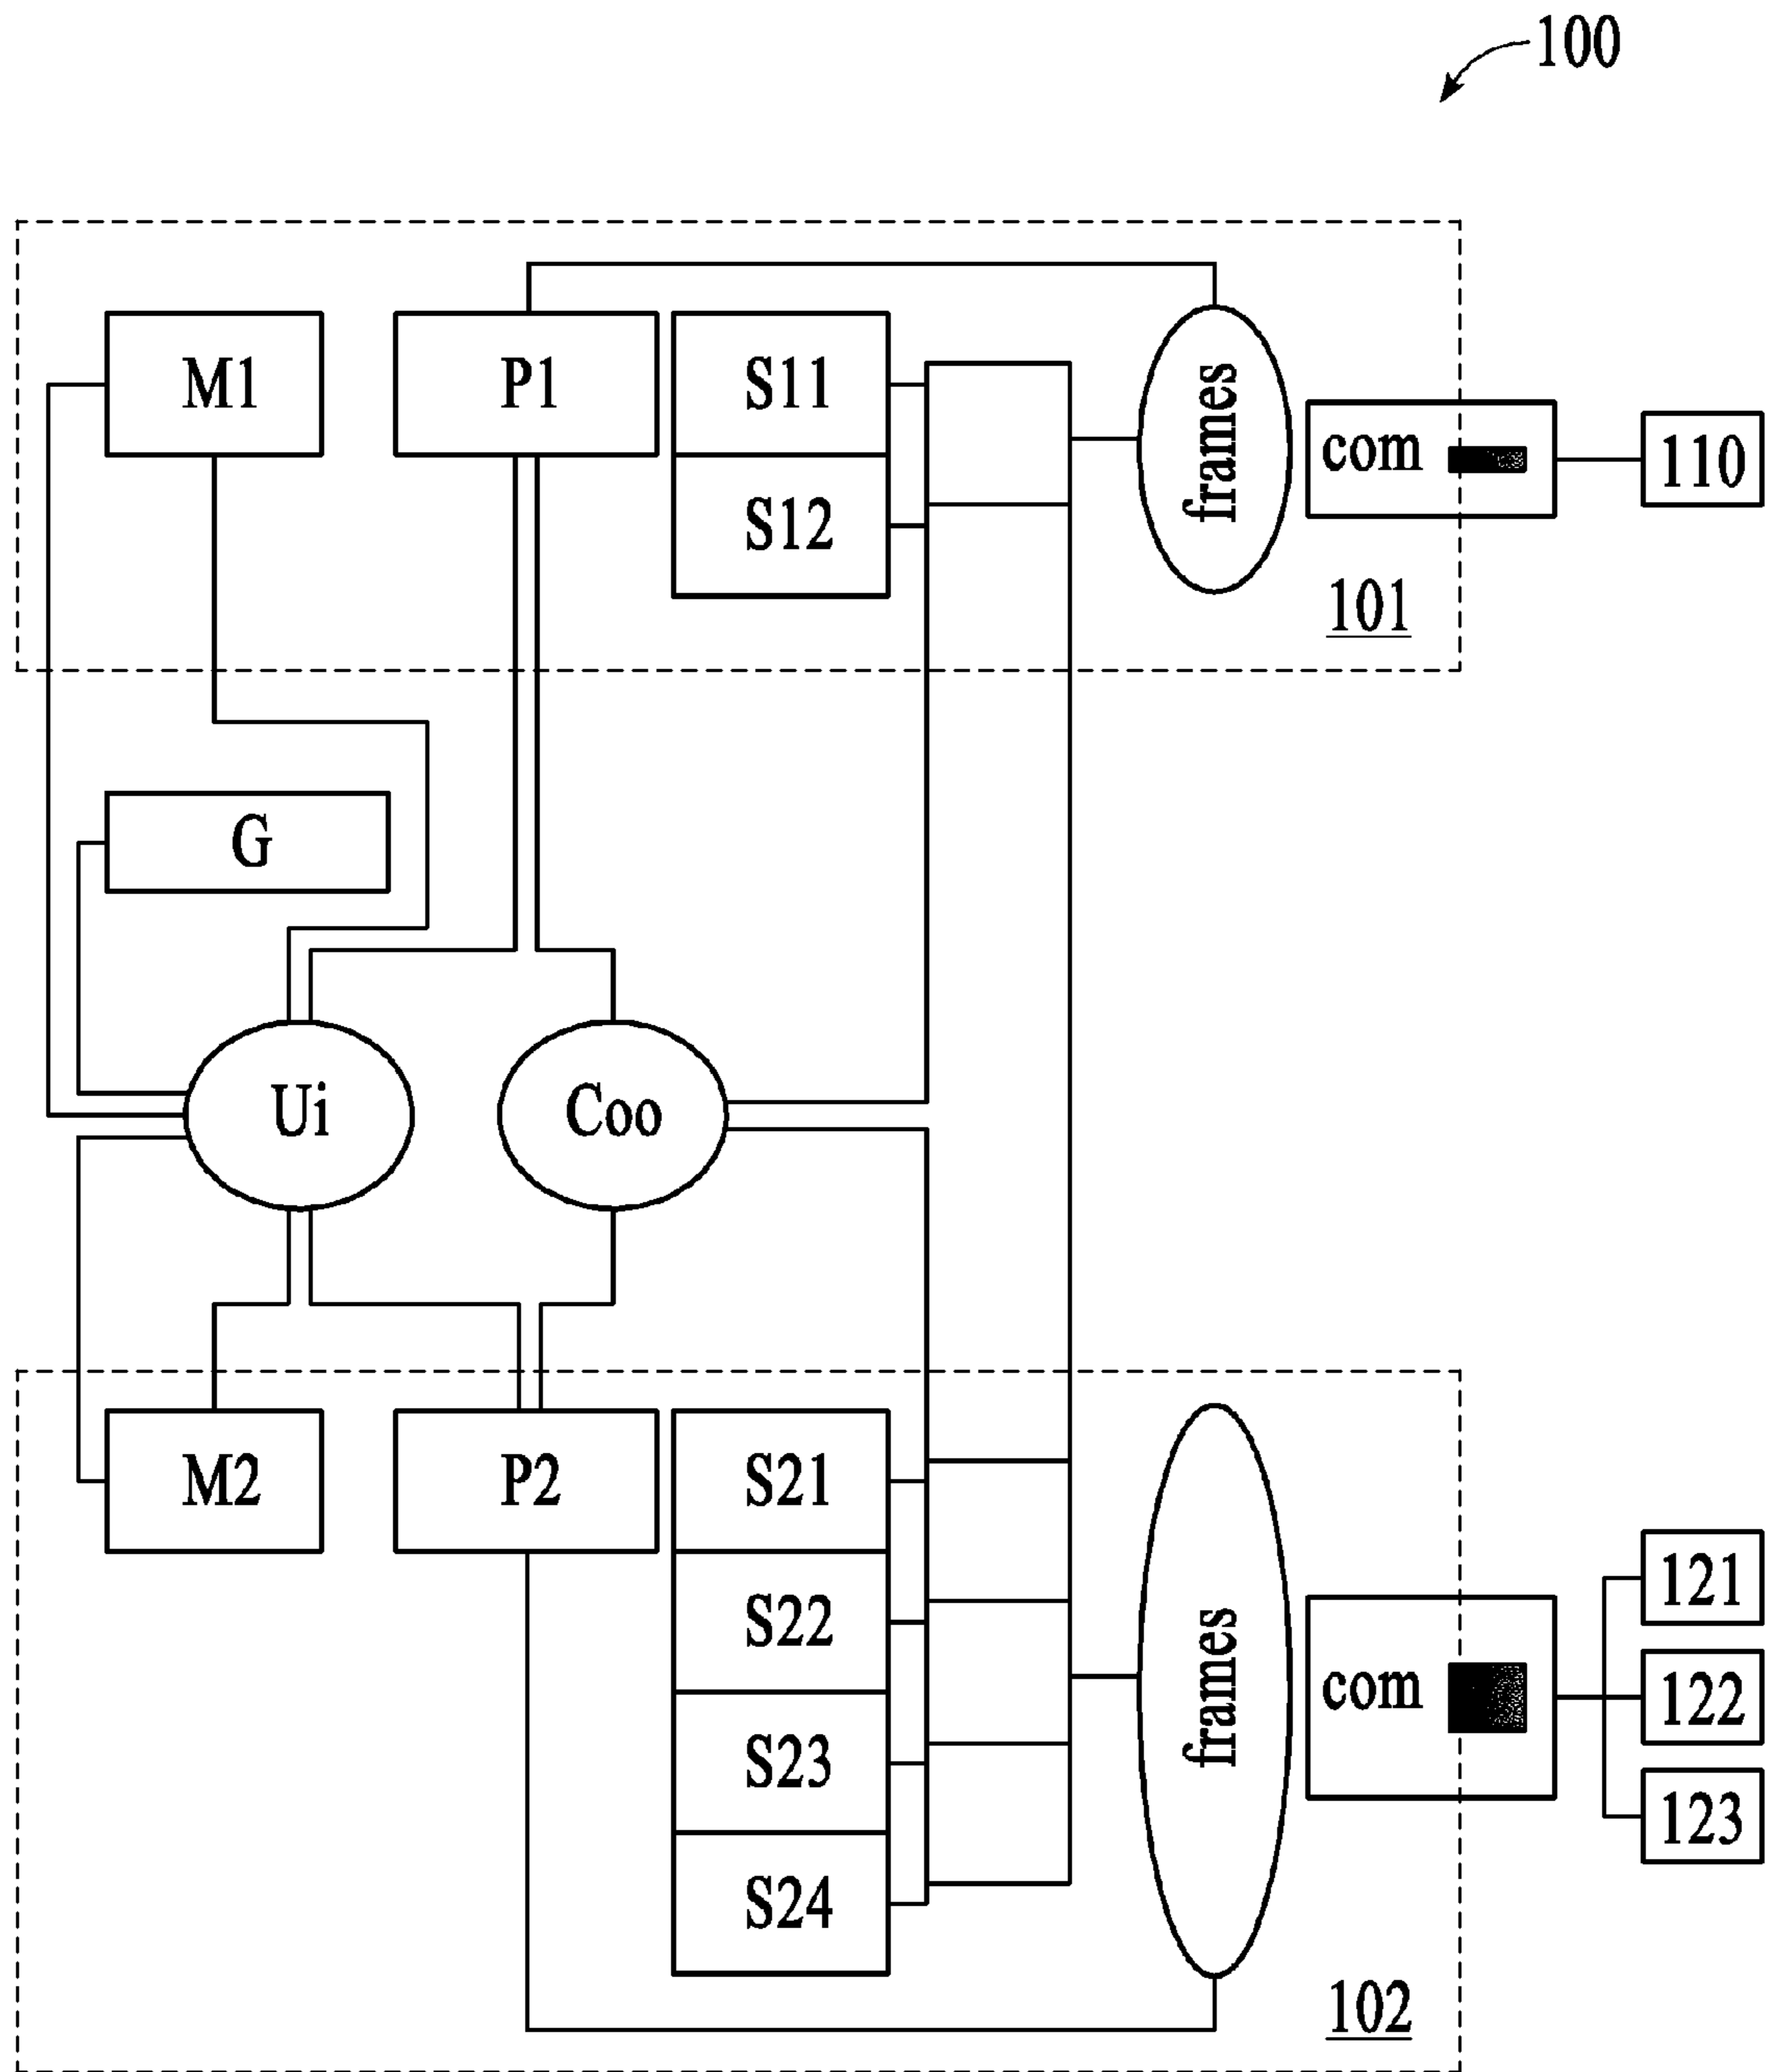 100
M1
P1
S11
S12
frames
com
110
101
G
Ui
Coo
M2
P2
S21
S22
S23
S24
frames
com
121
122
123
102